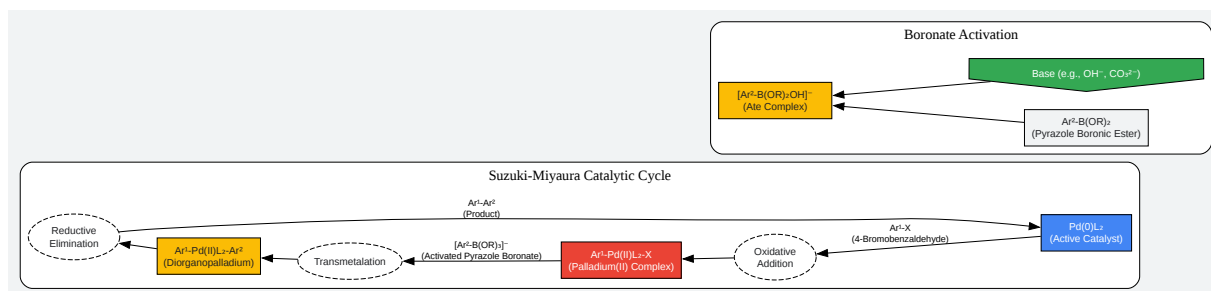 Boronate Activation
Base (e.g., OH⁻, CO₃²⁻)
[Ar²-B(OR)₂OH]⁻
(Ate Complex)
Ar²-B(OR)₂
(Pyrazole Boronic Ester)
Suzuki-Miyaura Catalytic Cycle
Ar¹-Ar²
(Product)
Reductive
Elimination
Ar¹-Pd(II)L₂-Ar²
(Diorganopalladium)
[Ar²-B(OR)₃]⁻
(Activated Pyrazole Boronate)
Transmetalation
Ar¹-Pd(II)L₂-X
(Palladium(II) Complex)
Oxidative
Addition
Ar¹-X
(4-Bromobenzaldehyde)
Pd(0)L₂
(Active Catalyst)